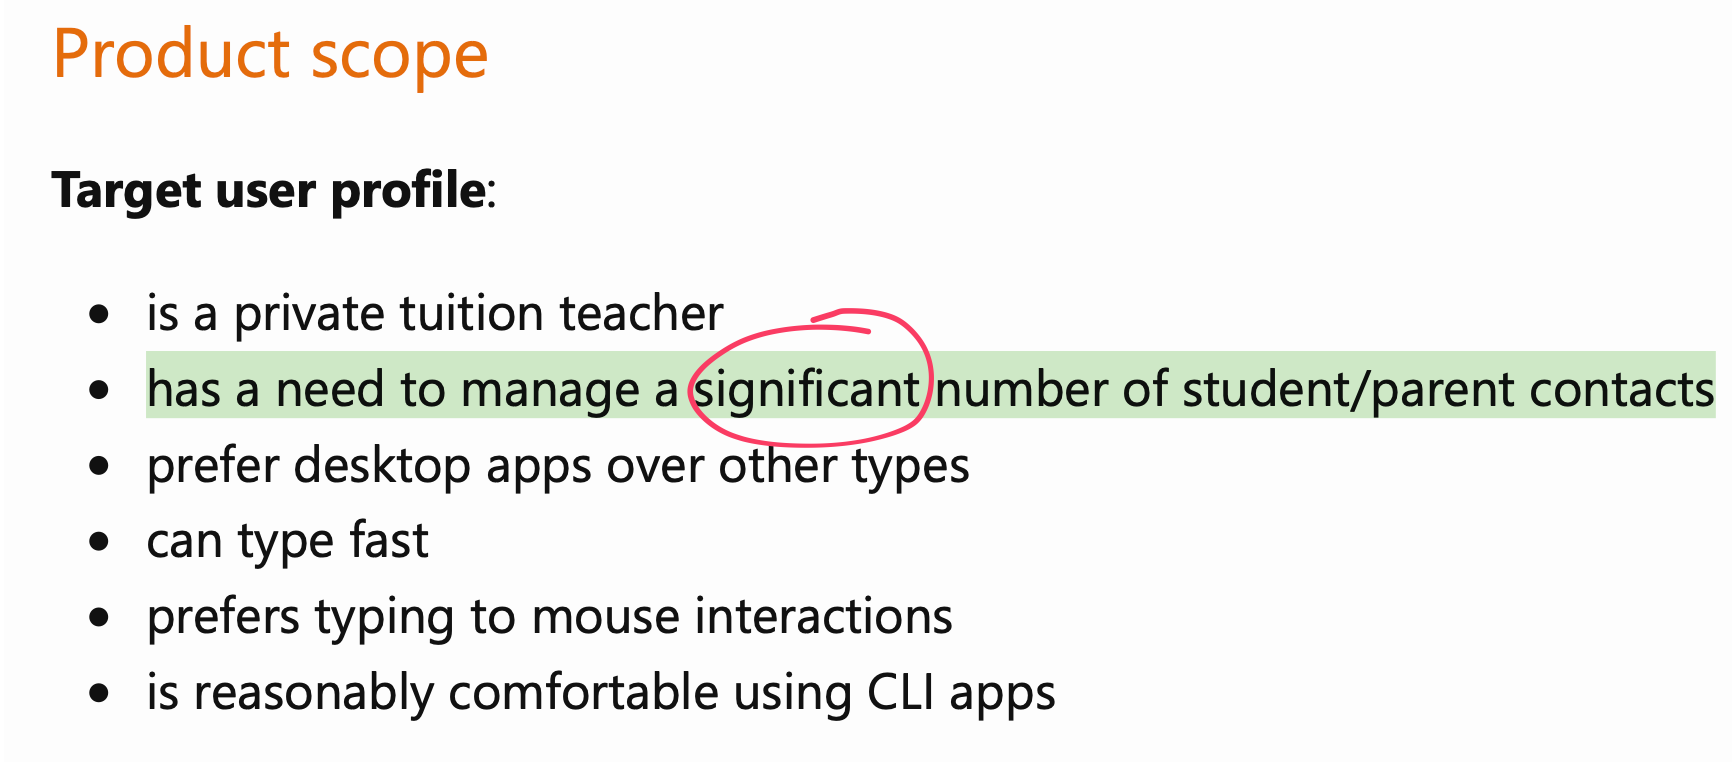 Product scope
Target user profile:
• is a private tuition teacher
• has a need to manage a significant number of student/parent contacts
• prefer desktop apps over other types
• can type fast
• prefers typing to mouse interactions
• is reasonably comfortable using CLI apps